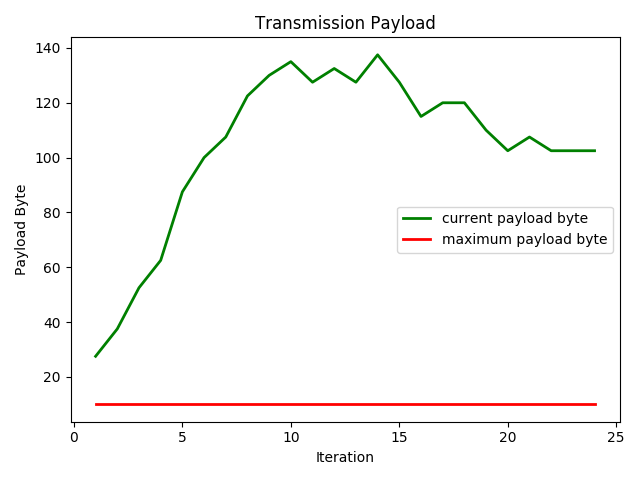 Transmission Payload
Payload Byte
140
120
100
80
60
40
20
current payload byte
maximum payload byte
0
5
10
15
20
25
Iteration